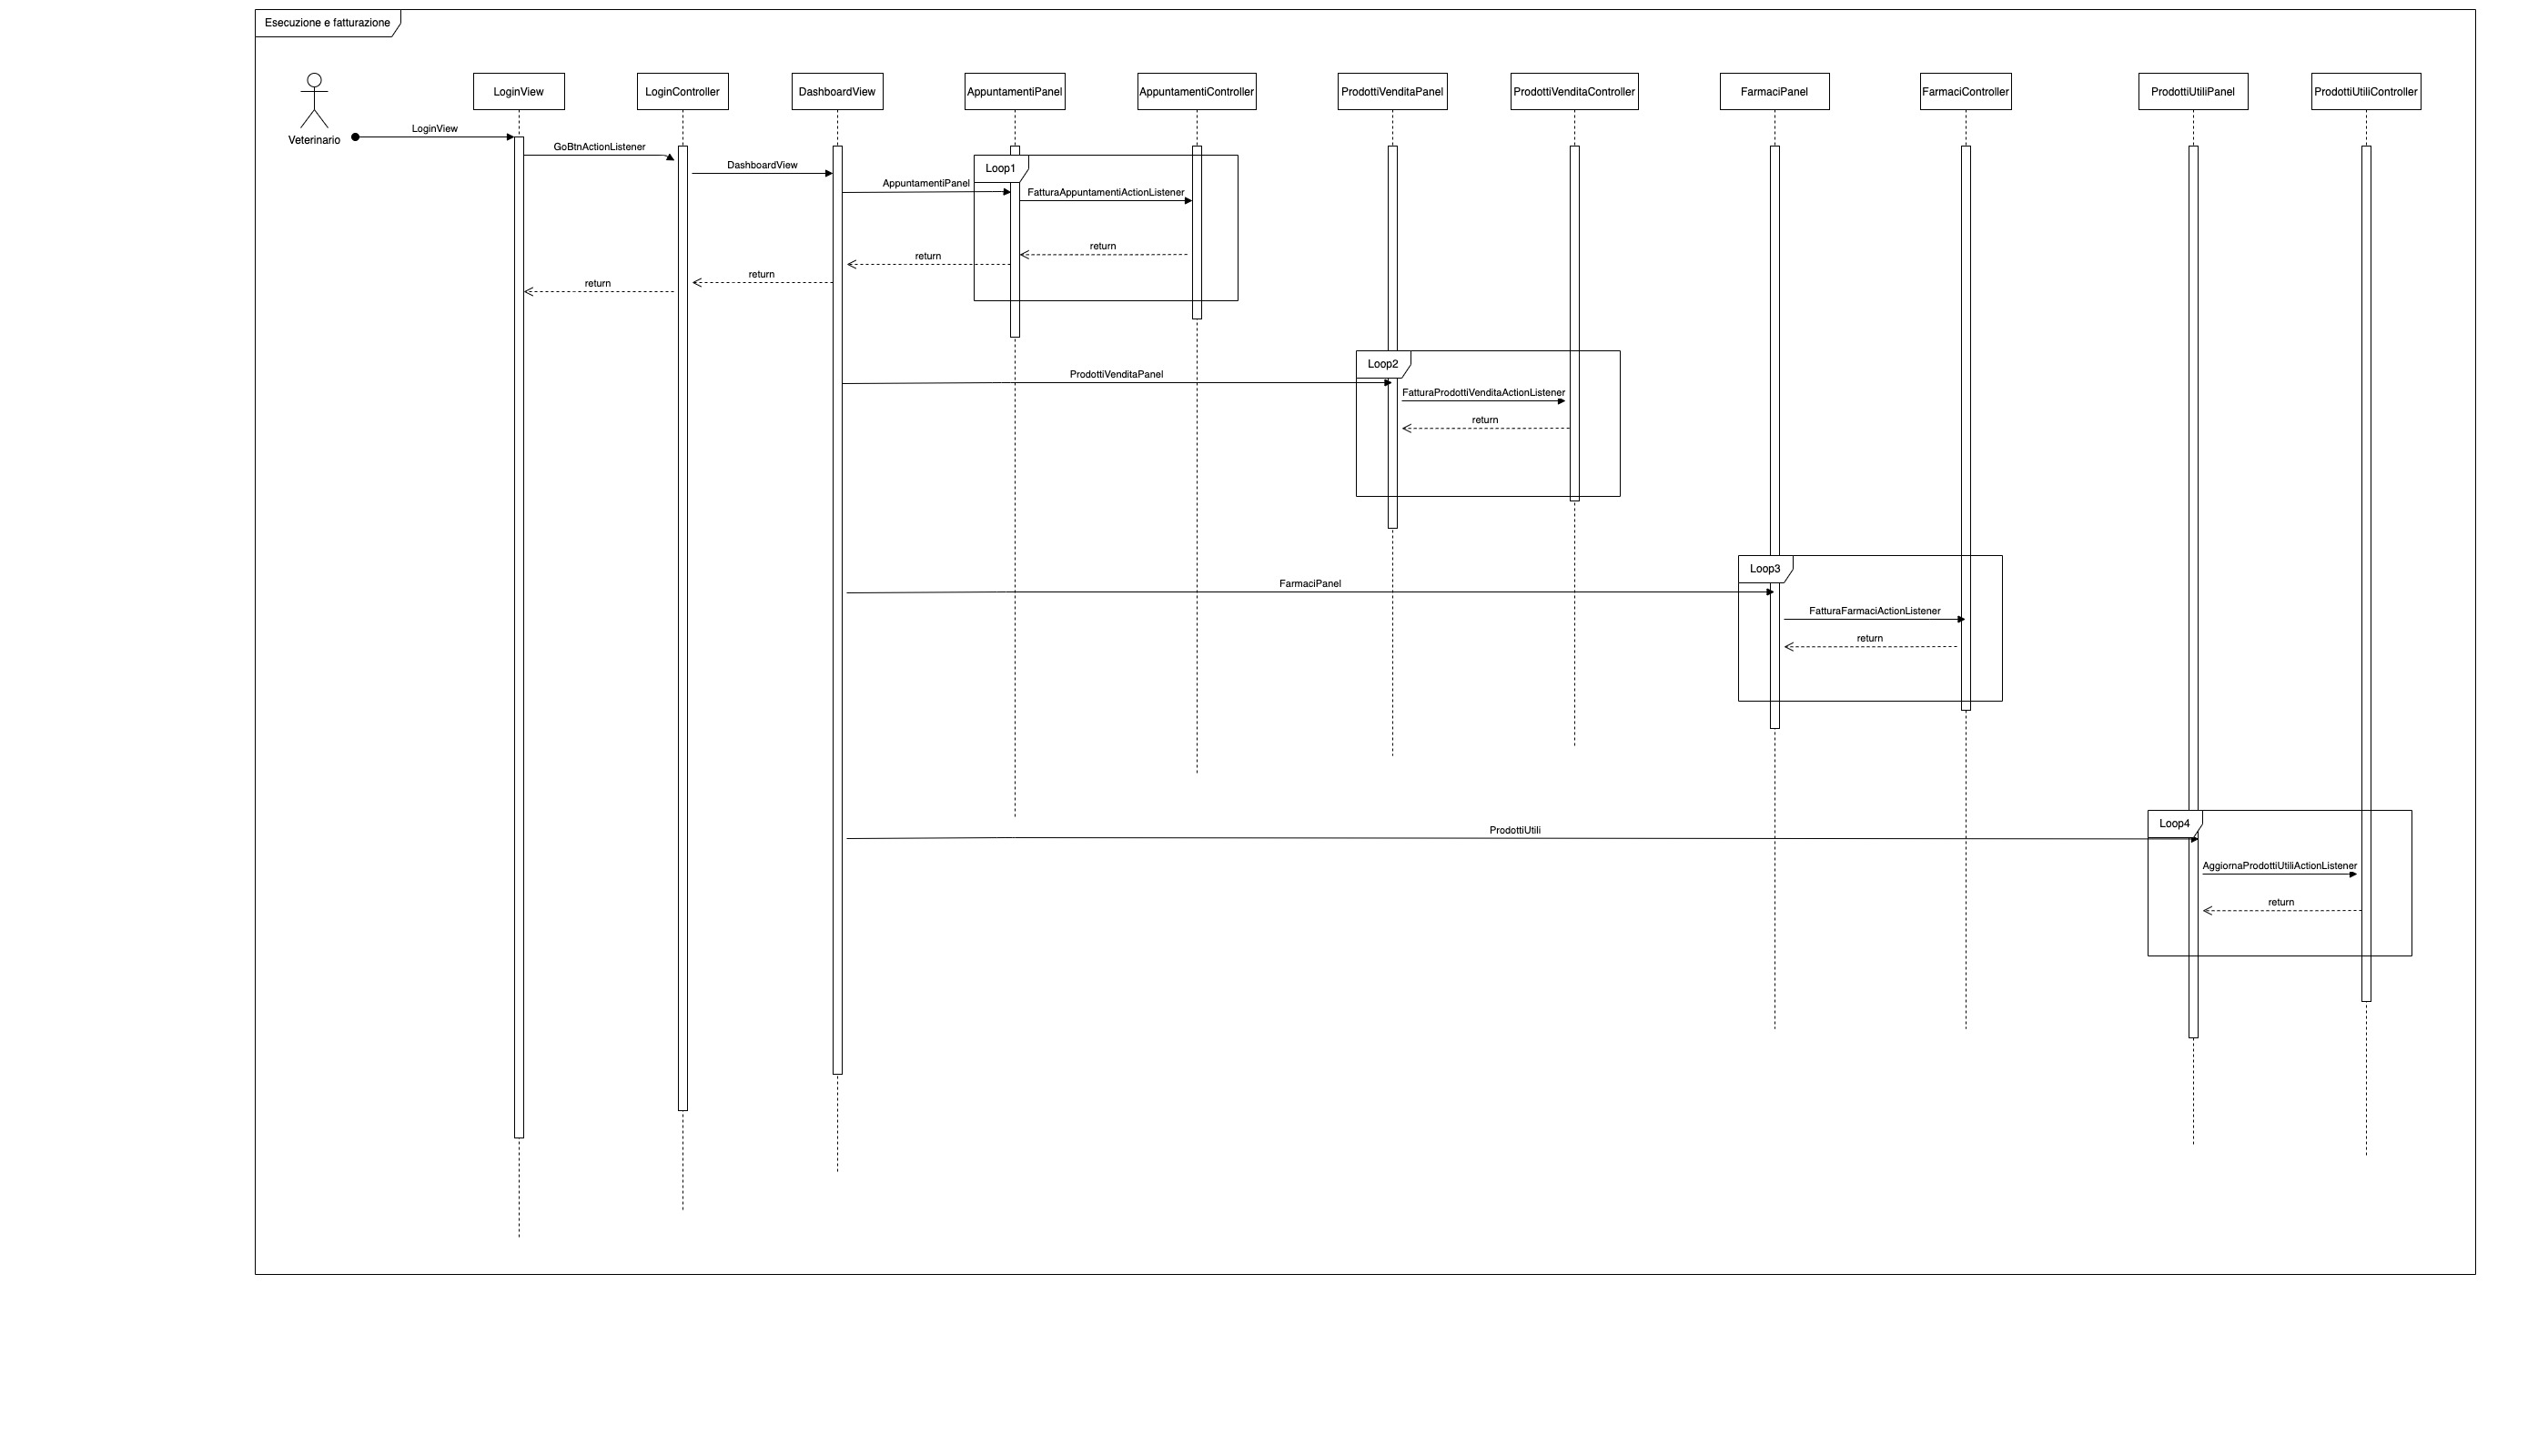 Esecuzione e fatturazione
Veterinario
LoginView
LoginController
DashboardView
AppuntamentiPanel
AppuntamentiController
ProdottiVenditaPanel
ProdottiVenditaController
FarmaciPanel
FarmaciController
ProdottiUtiliPanel
ProdottiUtiliController
LoginView
GoBtnActionListener
DashboardView
Loop1
AppuntamentiPanel
FatturaAppuntamentiActionListener
return
return
return
return
Loop2
ProdottiVenditaPanel
FatturaProdottiVenditaActionListener
return
Loop3
FarmaciPanel
FatturaFarmaciActionListener
return
Loop4
ProdottiUtili
AggiornaProdottiUtiliActionListener
return